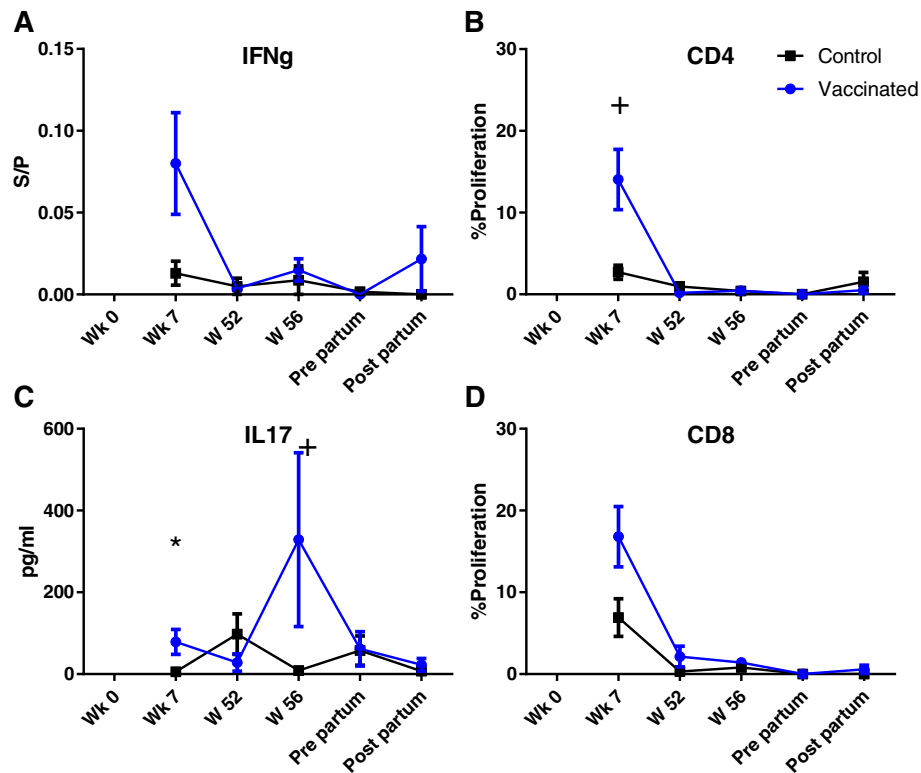 A
IFNg
0.15
0.10
0.05
0.00
S/P
Wk 0
Wk 7
W 52
W 56
Pre partum
Post partum
B
CD4
Control
Vaccinated
30
20
10
0
%Proliferation
+
Wk 0
Wk 7
W 52
W 56
Pre partum
Post partum
C
IL17
+
600
400
200
0
pg/ml
*
Wk 0
Wk 7
W 52
W 56
Pre partum
Post partum
D
CD8
30
20
10
0
%Proliferation
Wk 0
Wk 7
W 52
W 56
Pre partum
Post partum